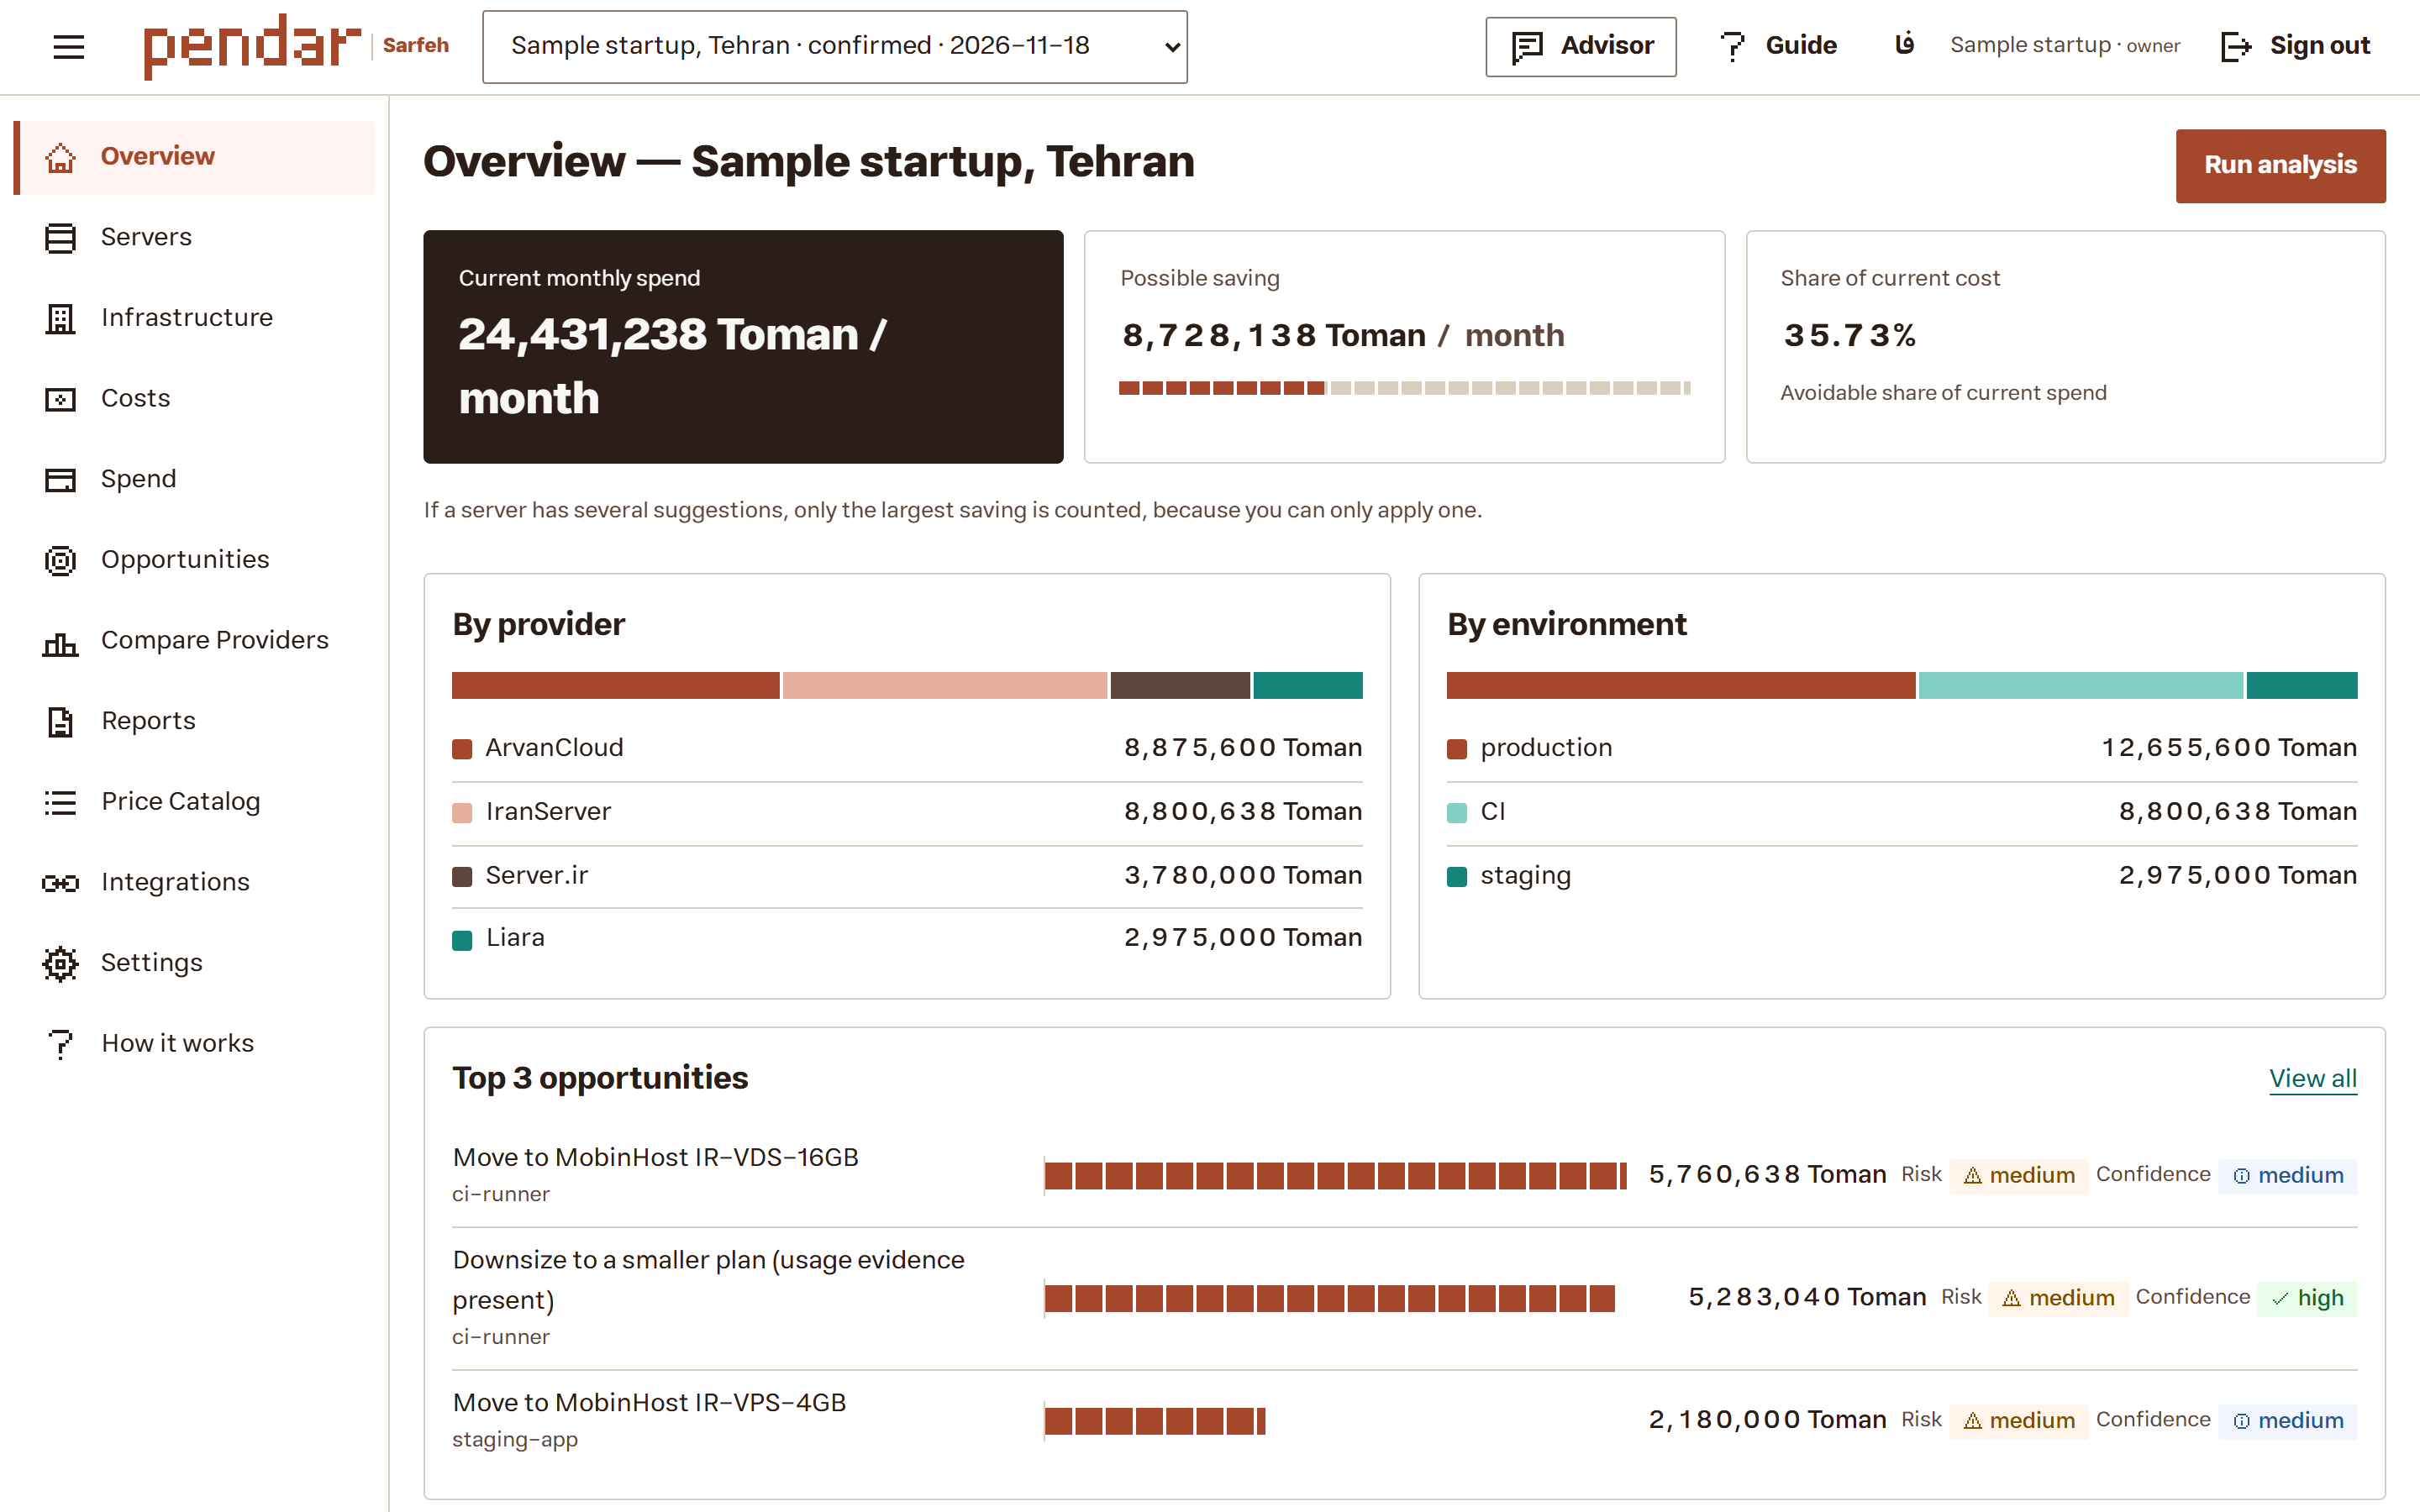 pendar Sarfeh
Sample startup, Tehran · confirmed · 2026-11-18
Advisor
Guide
فا
Sample startup · owner
Sign out
Overview
Servers
Infrastructure
Costs
Spend
Opportunities
Compare Providers
Reports
Price Catalog
Integrations
Settings
How it works
Overview — Sample startup, Tehran
Run analysis
Current monthly spend
24,431,238 Toman /
month
Possible saving
8,728,138 Toman / month
Share of current cost
35.73%
Avoidable share of current spend
If a server has several suggestions, only the largest saving is counted, because you can only apply one.
By provider
ArvanCloud 8,875,600 Toman
IranServer 8,800,638 Toman
Server.ir 3,780,000 Toman
Liara 2,975,000 Toman
By environment
production 12,655,600 Toman
CI 8,800,638 Toman
staging 2,975,000 Toman
Top 3 opportunities
View all
Move to MobinHost IR-VDS-16GB
ci-runner
5,760,638 Toman Risk medium Confidence medium
Downsize to a smaller plan (usage evidence
present)
ci-runner
5,283,040 Toman Risk medium Confidence high
Move to MobinHost IR-VPS-4GB
staging-app
2,180,000 Toman Risk medium Confidence medium